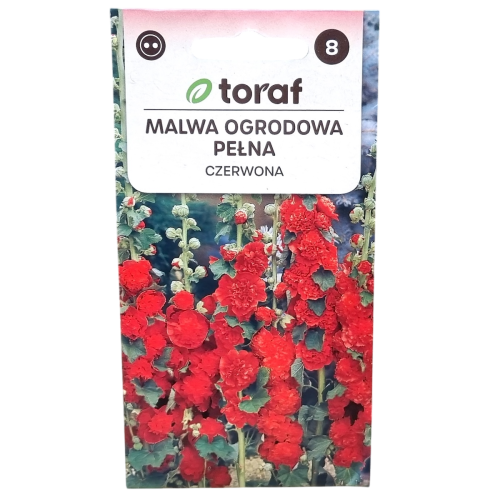 8
toraf
MALWA OGRODOWA
PEŁNA
CZERWONA